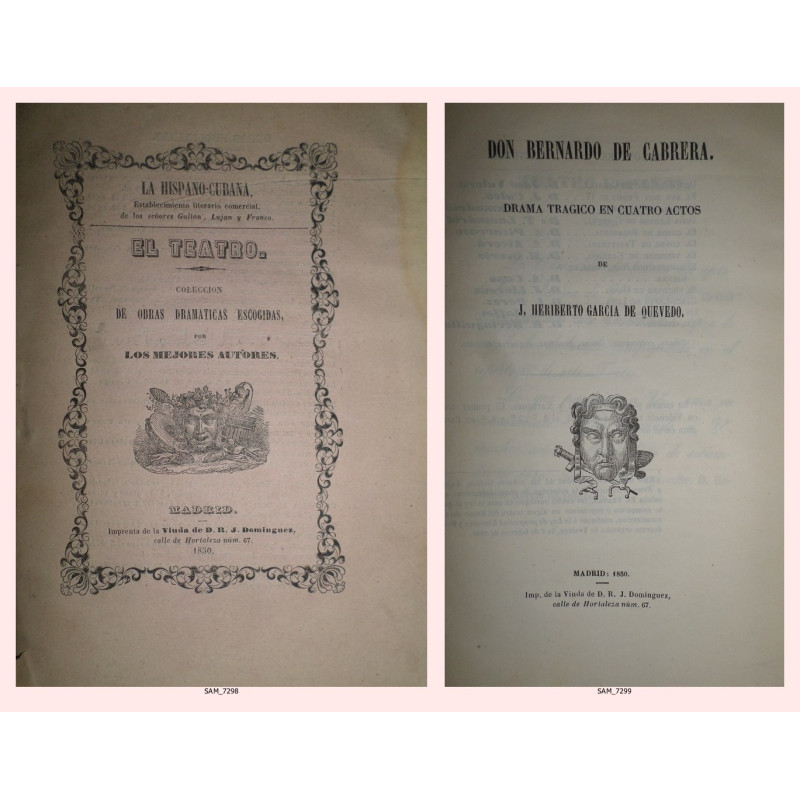 LA HISPANO-CUBANA,
Establecimiento literario comercial,
de los señores Gullon, Lujan y Franso.
EL TEATRO.
COLECCION
DE OBRAS DRAMATICAS ESCOGIDAS,
POR
LOS MEJORES AUTORES.
MADRID.
Imprenta de la Viuda de D. R. J. Dominguez,
calle de Hortaleza núm. 67.
1850.
SAM_7298
DON BERNARDO DE CABRERA.
DRAMA TRAGICO EN CUATRO ACTOS
DE
J. HERIBERTO GARCIA DE QUEVEDO.
MADRID: 1850.
Imp. de la Viuda de D. R. J. Dominguez,
calle de Hortaleza núm. 67.
SAM_7299